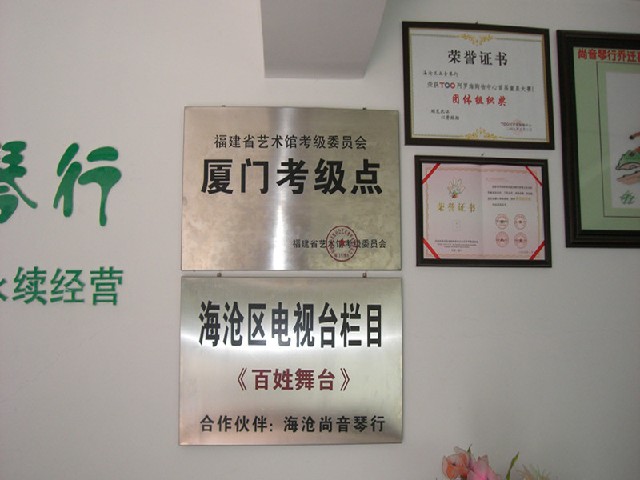 琴行
永续经营
福建省艺术馆考级委员会
厦门考级点
福建省艺术馆考级委员会
海沧区电视台栏目
《百姓舞台》
合作伙伴：海沧尚音琴行
荣誉证书
团体组织奖
荣誉证书
尚音琴行乔迁